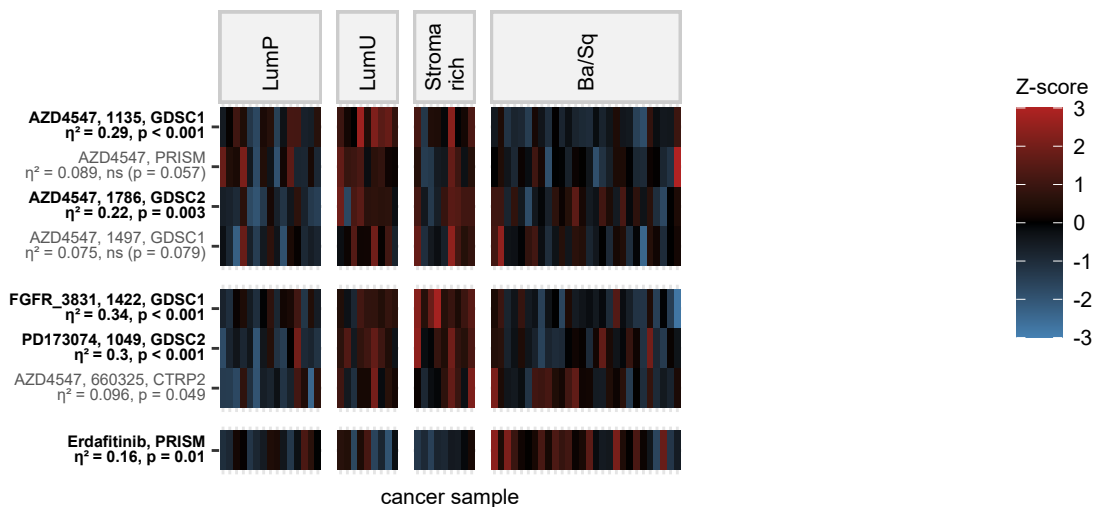 LumP
LumU
Stroma
rich
Ba/Sq
AZD4547, 1135, GDSC1
η² = 0.29, p < 0.001
AZD4547, PRISM
η² = 0.089, ns (p = 0.057)
AZD4547, 1786, GDSC2
η² = 0.22, p = 0.003
AZD4547, 1497, GDSC1
η² = 0.075, ns (p = 0.079)
FGFR_3831, 1422, GDSC1
η² = 0.34, p < 0.001
PD173074, 1049, GDSC2
η² = 0.3, p < 0.001
AZD4547, 660325, CTRP2
η² = 0.096, p = 0.049
Erdafitinib, PRISM
η² = 0.16, p = 0.01
cancer sample
Z-score
3
2
1
0
-1
-2
-3